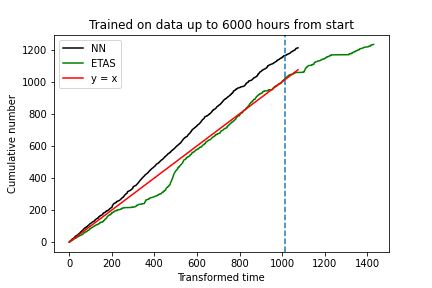 Trained on data up to 6000 hours from start
NN
ETAS
y = x
Cumulative number
1200
1000
800
600
400
200
0
0 200 400 600 800 1000 1200 1400
Transformed time